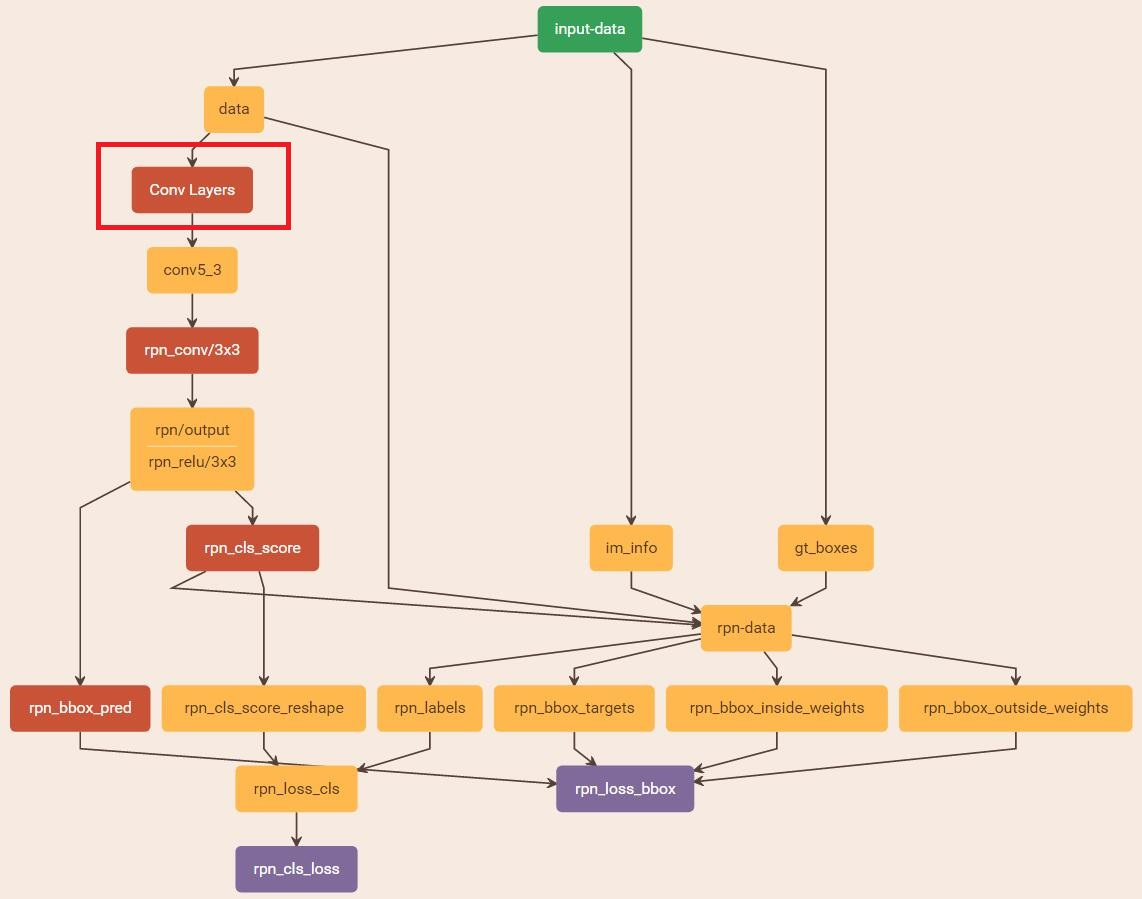 input-data
data
Conv Layers
conv5_3
rpn_conv/3x3
rpn/output
rpn_relu/3x3
rpn_cls_score
im_info
gt_boxes
rpn-data
rpn_bbox_pred
rpn_cls_score_reshape
rpn_labels
rpn_bbox_targets
rpn_bbox_inside_weights
rpn_bbox_outside_weights
rpn_loss_cls
rpn_loss_bbox
rpn_cls_loss